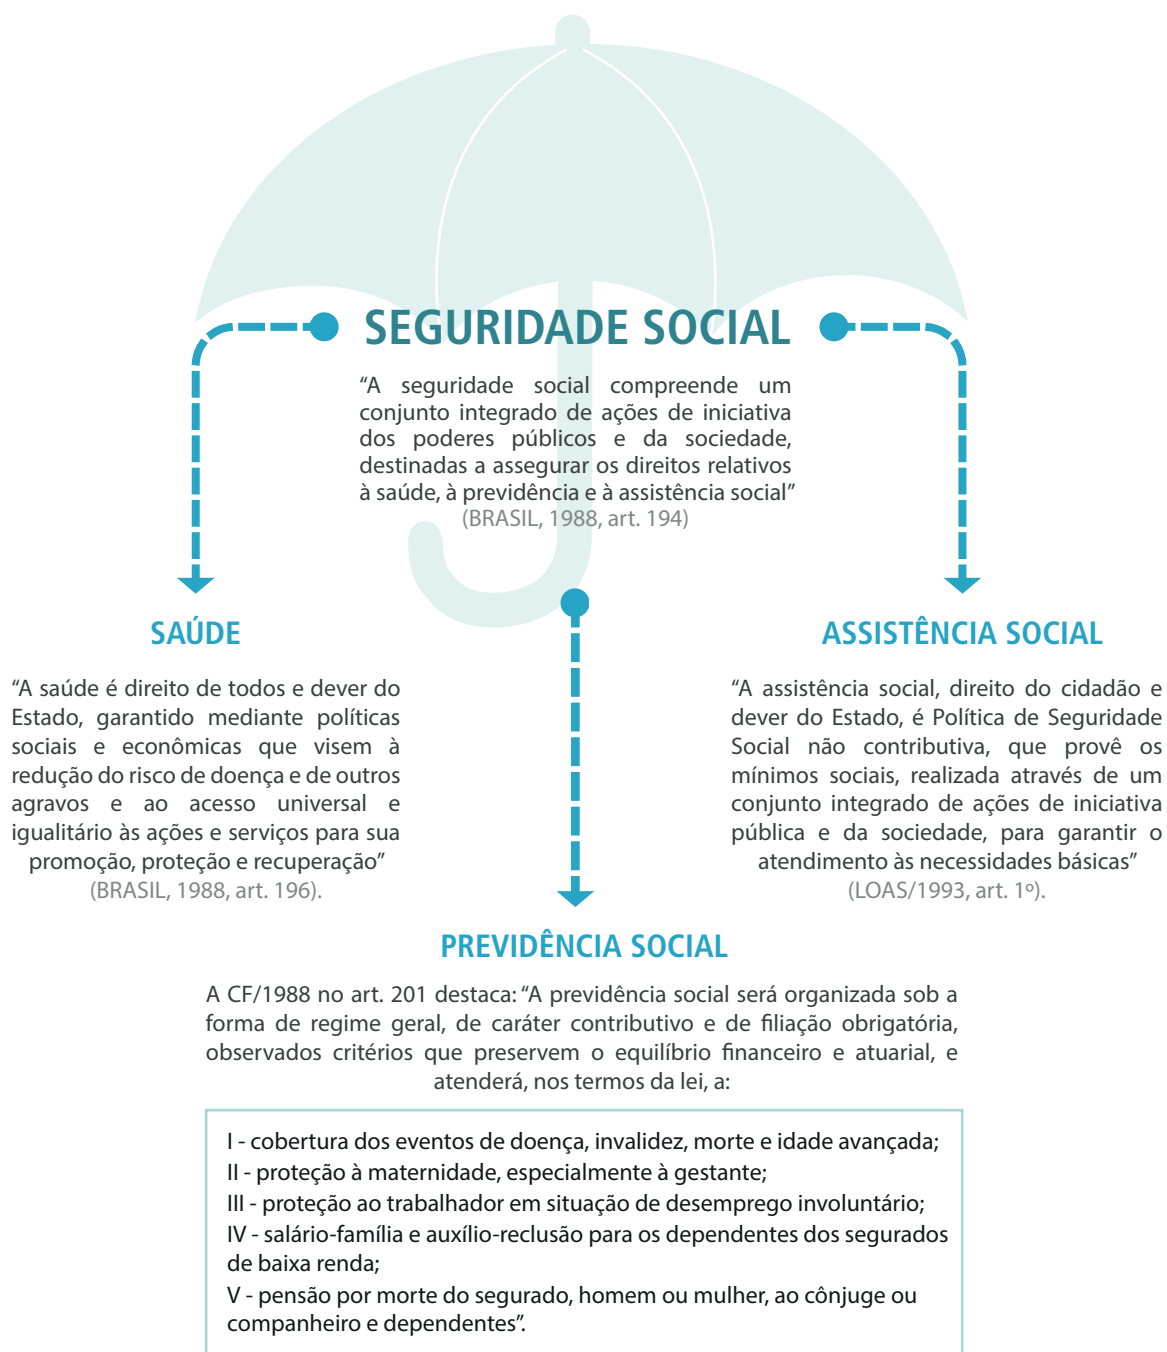 SEGURIDADE SOCIAL
“A seguridade social compreende um
conjunto integrado de ações de iniciativa
dos poderes públicos e da sociedade,
destinadas a assegurar os direitos relativos
à saúde, à previdência e à assistência social”
(BRASIL, 1988, art. 194)
SAÚDE
“A saúde é direito de todos e dever do
Estado, garantido mediante políticas
sociais e econômicas que visem à
redução do risco de doença e de outros
agravos e ao acesso universal e
igualitário às ações e serviços para sua
promoção, proteção e recuperação”
(BRASIL, 1988, art. 196).
ASSISTÊNCIA SOCIAL
“A assistência social, direito do cidadão e
dever do Estado, é Política de Seguridade
Social não contributiva, que provê os
mínimos sociais, realizada através de um
conjunto integrado de ações de iniciativa
pública e da sociedade, para garantir o
atendimento às necessidades básicas”
(LOAS/1993, art. 1º).
PREVIDÊNCIA SOCIAL
A CF/1988 no art. 201 destaca: “A previdência social será organizada sob a
forma de regime geral, de caráter contributivo e de filiação obrigatória,
observados critérios que preservem o equilíbrio financeiro e atuarial, e
atenderá, nos termos da lei, a:
I - cobertura dos eventos de doença, invalidez, morte e idade avançada;
II - proteção à maternidade, especialmente à gestante;
III - proteção ao trabalhador em situação de desemprego involuntário;
IV - salário-família e auxílio-reclusão para os dependentes dos segurados
de baixa renda;
V - pensão por morte do segurado, homem ou mulher, ao cônjuge ou
companheiro e dependentes”.